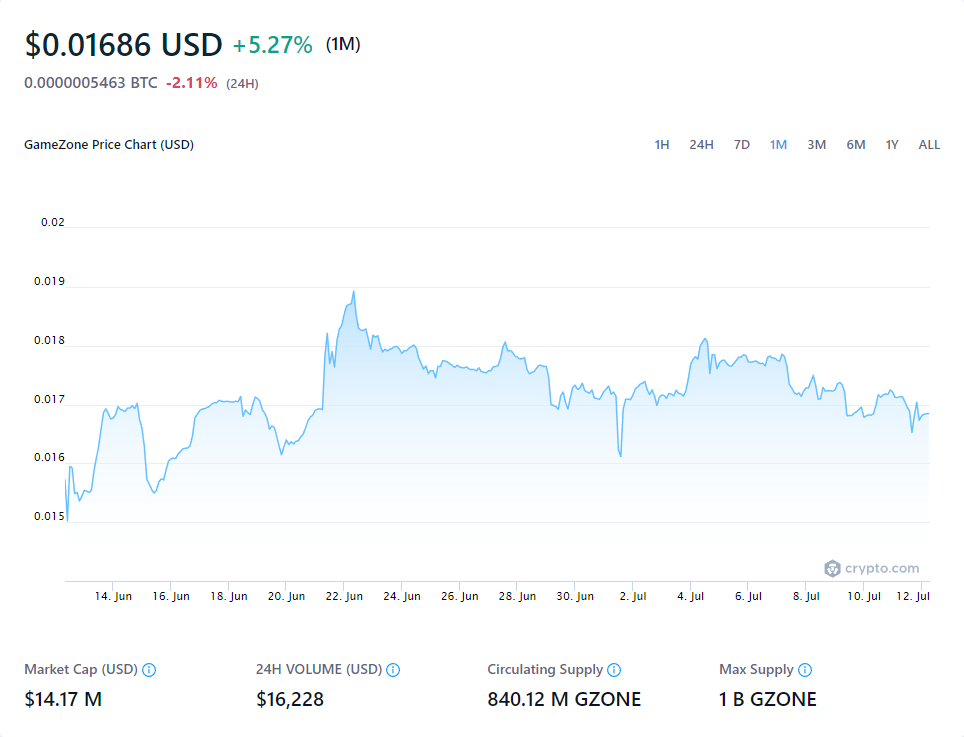 $0.01686 USD +5.27% (1M)
0.0000005463 BTC -2.11% (24H)
GameZone Price Chart (USD) 1H 24H 7D 1M 3M 6M 1Y ALL
0.02
0.019
0.018
0.017
0.016
0.015
crypto.com
14. Jun 16. Jun 18. Jun 20. Jun 22. Jun 24. Jun 26. Jun 28. Jun 30. Jun 2. Jul 4. Jul 6. Jul 8. Jul 10. Jul 12. Jul
Market Cap (USD) 24H VOLUME (USD) Circulating Supply Max Supply
$14.17 M $16,228 840.12 M GZONE 1 B GZONE